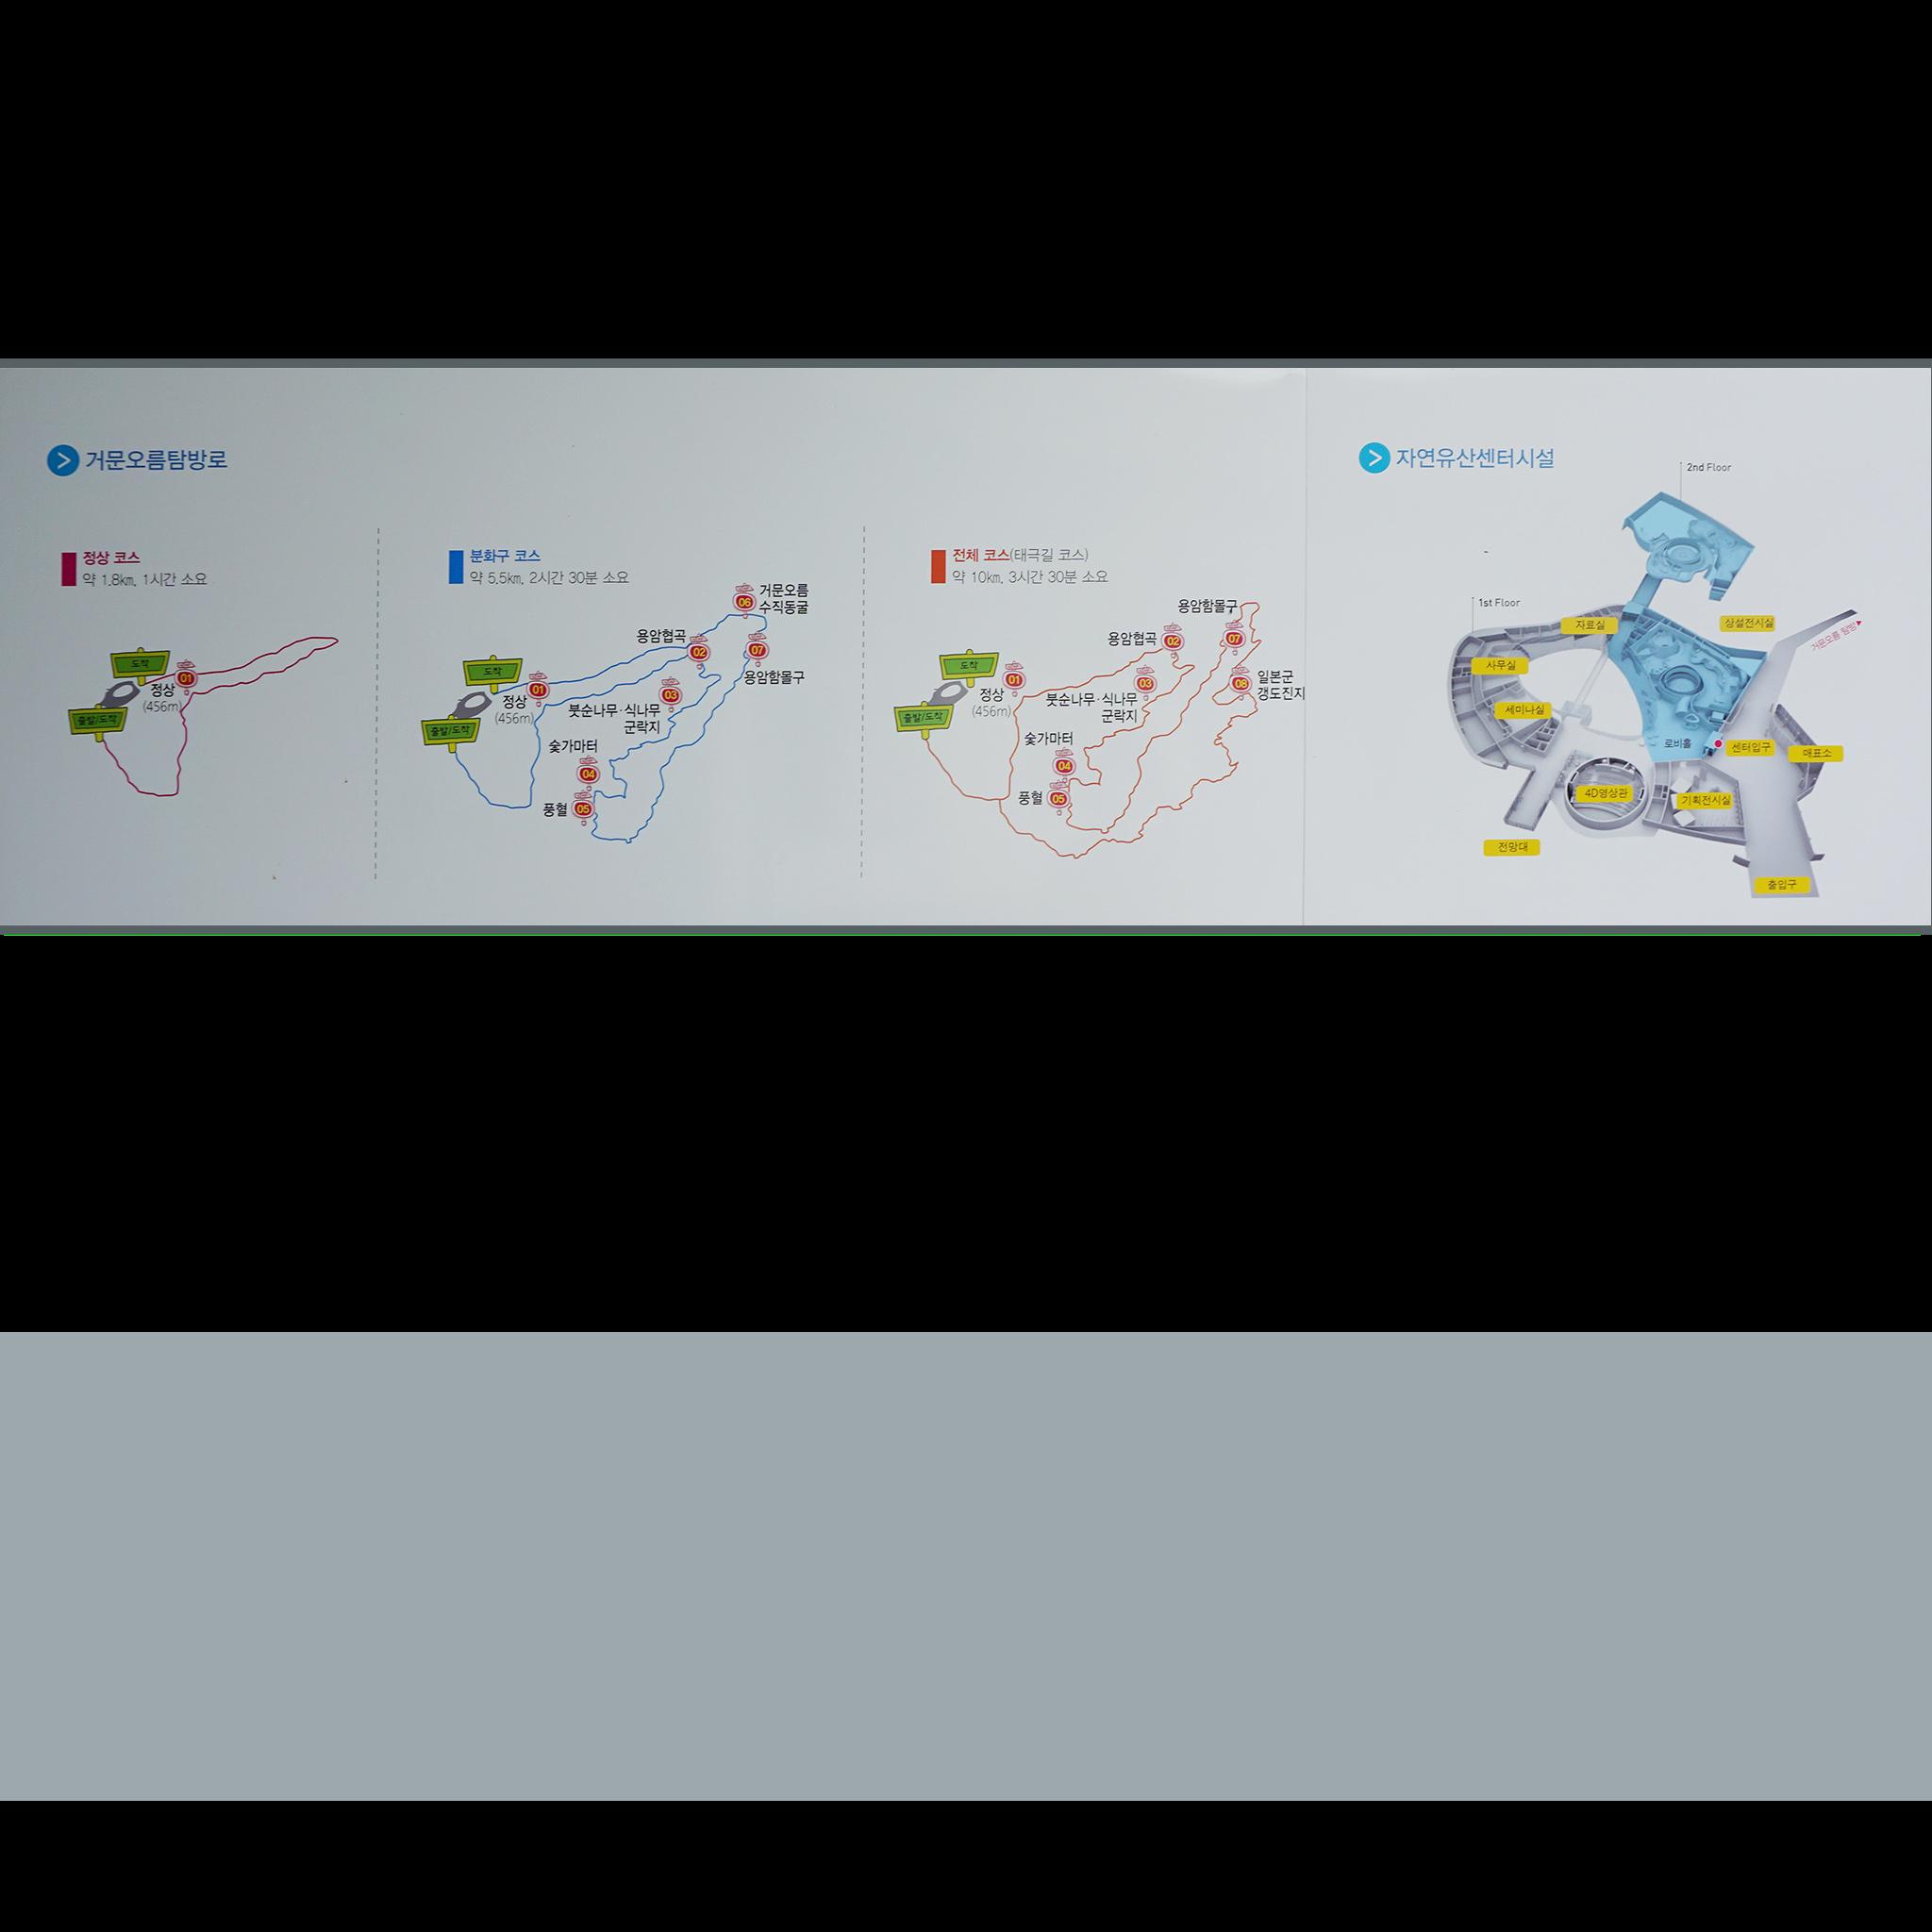 거문오름탐방로
정상 코스
약 1.8km, 1시간 소요
도착
01
정상
(456m)
출발/도착
분화구 코스
약 5.5km, 2시간 30분 소요
06
거문오름
수직동굴
용암협곡
02
07
용암함몰구
도착
01
정상
(456m)
03
붓순나무·식나무
군락지
출발/도착
숯가마터
04
풍혈
05
전체 코스(태극길 코스)
약 10km, 3시간 30분 소요
용암함몰구
07
용암협곡
02
도착
01
정상
(456m)
03
붓순나무·식나무
군락지
일본군
08
갱도진지
출발/도착
숯가마터
04
풍혈
05
자연유산센터시설
2nd Floor
1st Floor
자료실
상설전시실
거문오름 탐방
사무실
세미나실
로비홀
센터입구
매표소
4D영상관
기획전시실
전망대
출입구